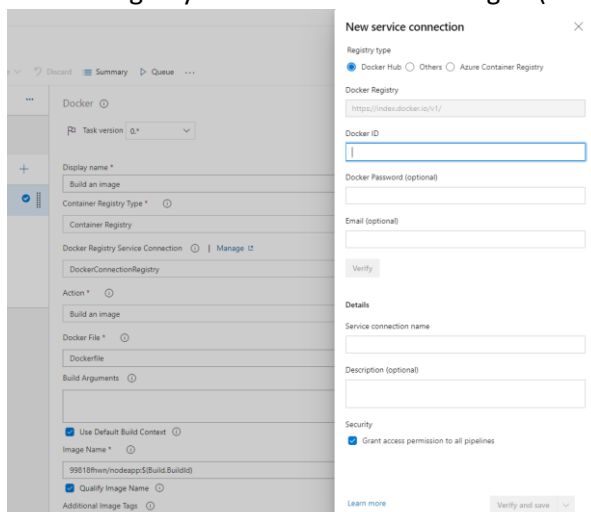 New service connection
Registry type
Docker Hub Others Azure Container Registry
Docker Registry
https://index.docker.io/v1/
Docker ID
Docker Password (optional)
Email (optional)
Verify
Details
Service connection name
Description (optional)
Security
Grant access permission to all pipelines
Learn more
Verify and save
Discard Summary Queue ...
Docker
Task version 0.*
Display name *
Build an image
Container Registry Type *
Container Registry
Docker Registry Service Connection | Manage
DockerConnectionRegistry
Action *
Build an image
Docker File *
Dockerfile
Build Arguments
Use Default Build Context
Image Name *
99818fhwn/nodeapp:$(Build.BuildId)
Qualify Image Name
Additional Image Tags